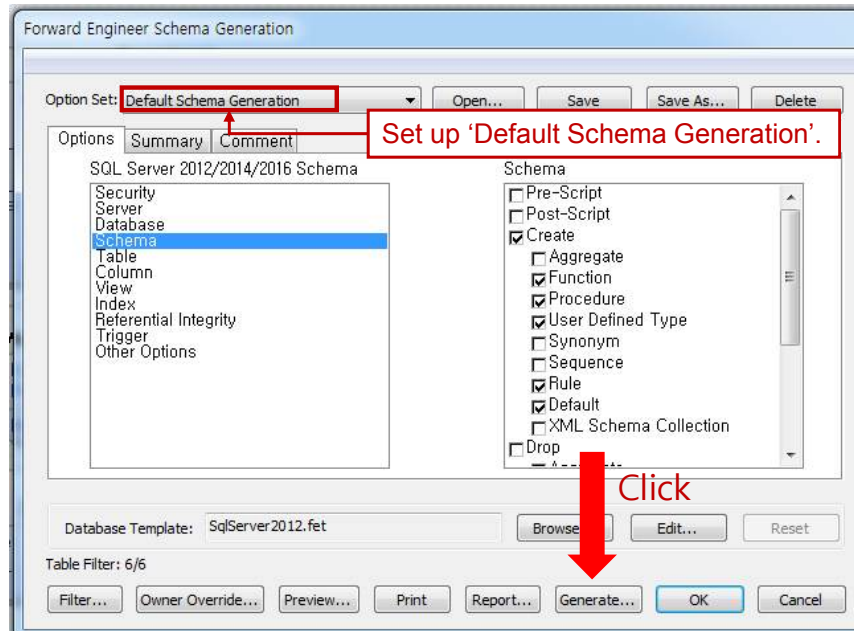 Forward Engineer Schema Generation
Option Set: Default Schema Generation Open... Save Save As... Delete
Set up ‘Default Schema Generation’.
Options Summary Comment
SQL Server 2012/2014/2016 Schema
Security
Server
Database
Schema
Table
Column
View
Index
Referential Integrity
Trigger
Other Options
Schema
Pre-Script
Post-Script
Create
Aggregate
Function
Procedure
User Defined Type
Synonym
Sequence
Rule
Default
XML Schema Collection
Drop
Click
Database Template: SqlServer2012.fet Browse Edit... Reset
Table Filter: 6/6
Filter... Owner Override... Preview... Print Report... Generate... OK Cancel